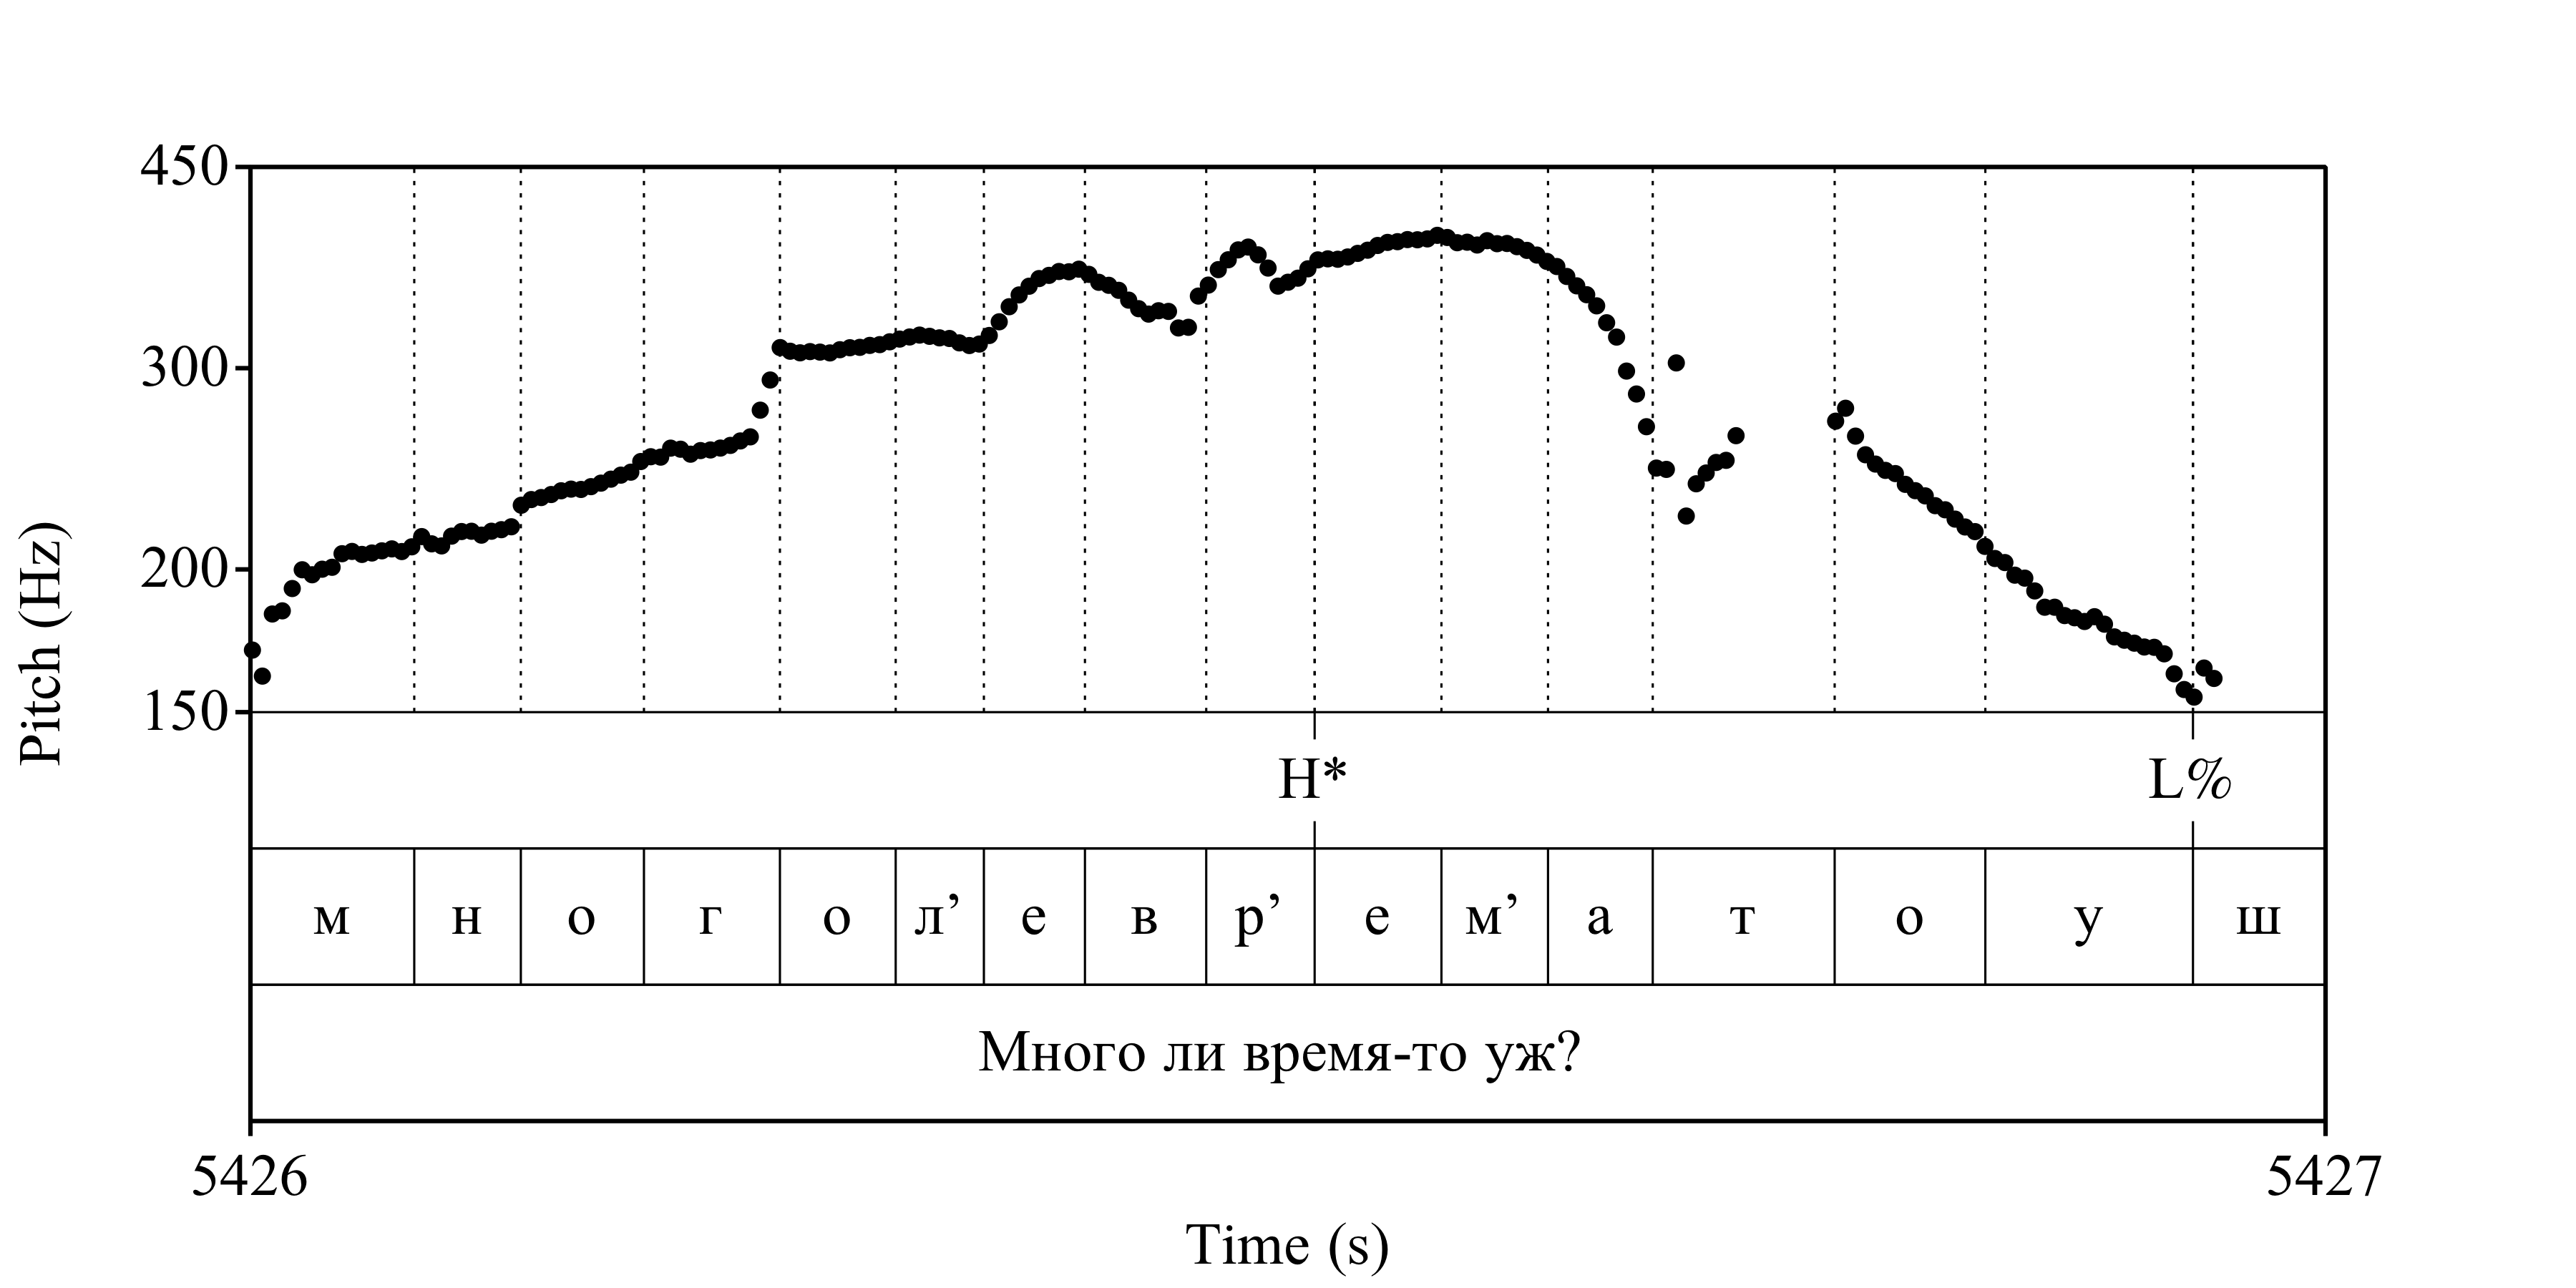 450
300
200
150
Pitch (Hz)
H* L%
м н о г о л’ е в р’ е м’ а т о у ш
Много ли время-то уж?
5426 5427
Time (s)